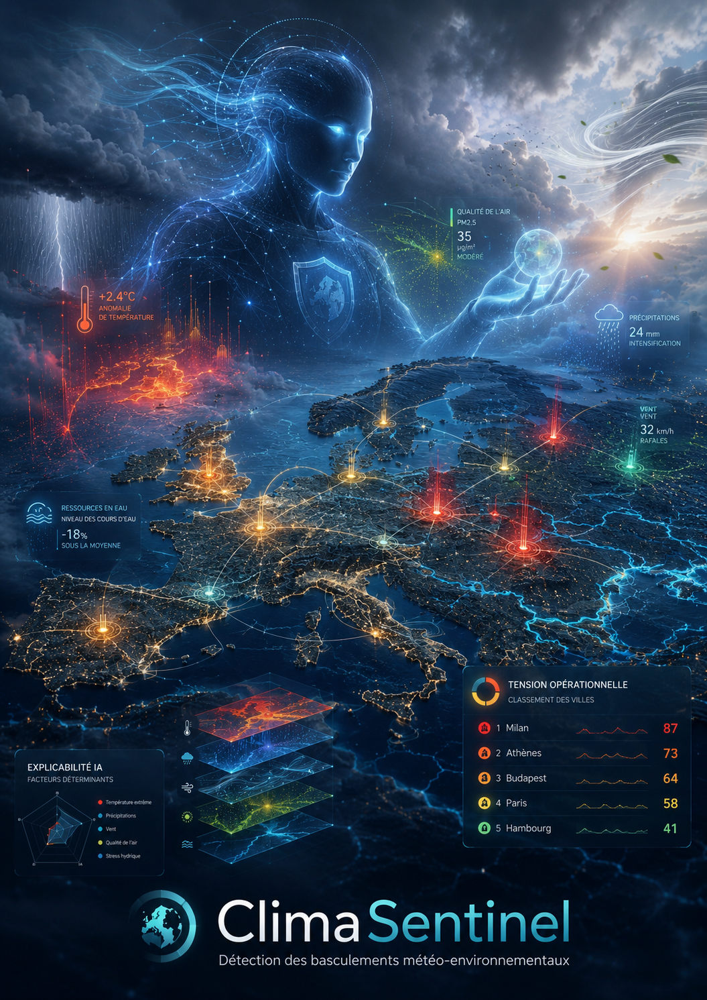 QUALITÉ DE L'AIR
PM2.5
35
µg/m³
MODÉRÉ
+2.4°C
ANOMALIE
DE TEMPÉRATURE
PRÉCIPITATIONS
24 mm
INTENSIFICATION
VENT
VENT
32 km/h
RAFALES
RESSOURCES EN EAU
NIVEAU DES COURS D'EAU
-18%
SOUS LA MOYENNE
TENSION OPÉRATIONNELLE
CLASSEMENT DES VILLES
1 Milan 87
2 Athènes 73
3 Budapest 64
4 Paris 58
5 Hambourg 41
EXPLICABILITÉ IA
FACTEURS DÉTERMINANTS
Température extrême
Précipitations
Vent
Qualité de l'air
Stress hydrique
ClimaSentinel
Détection des basculements météo-environnementaux